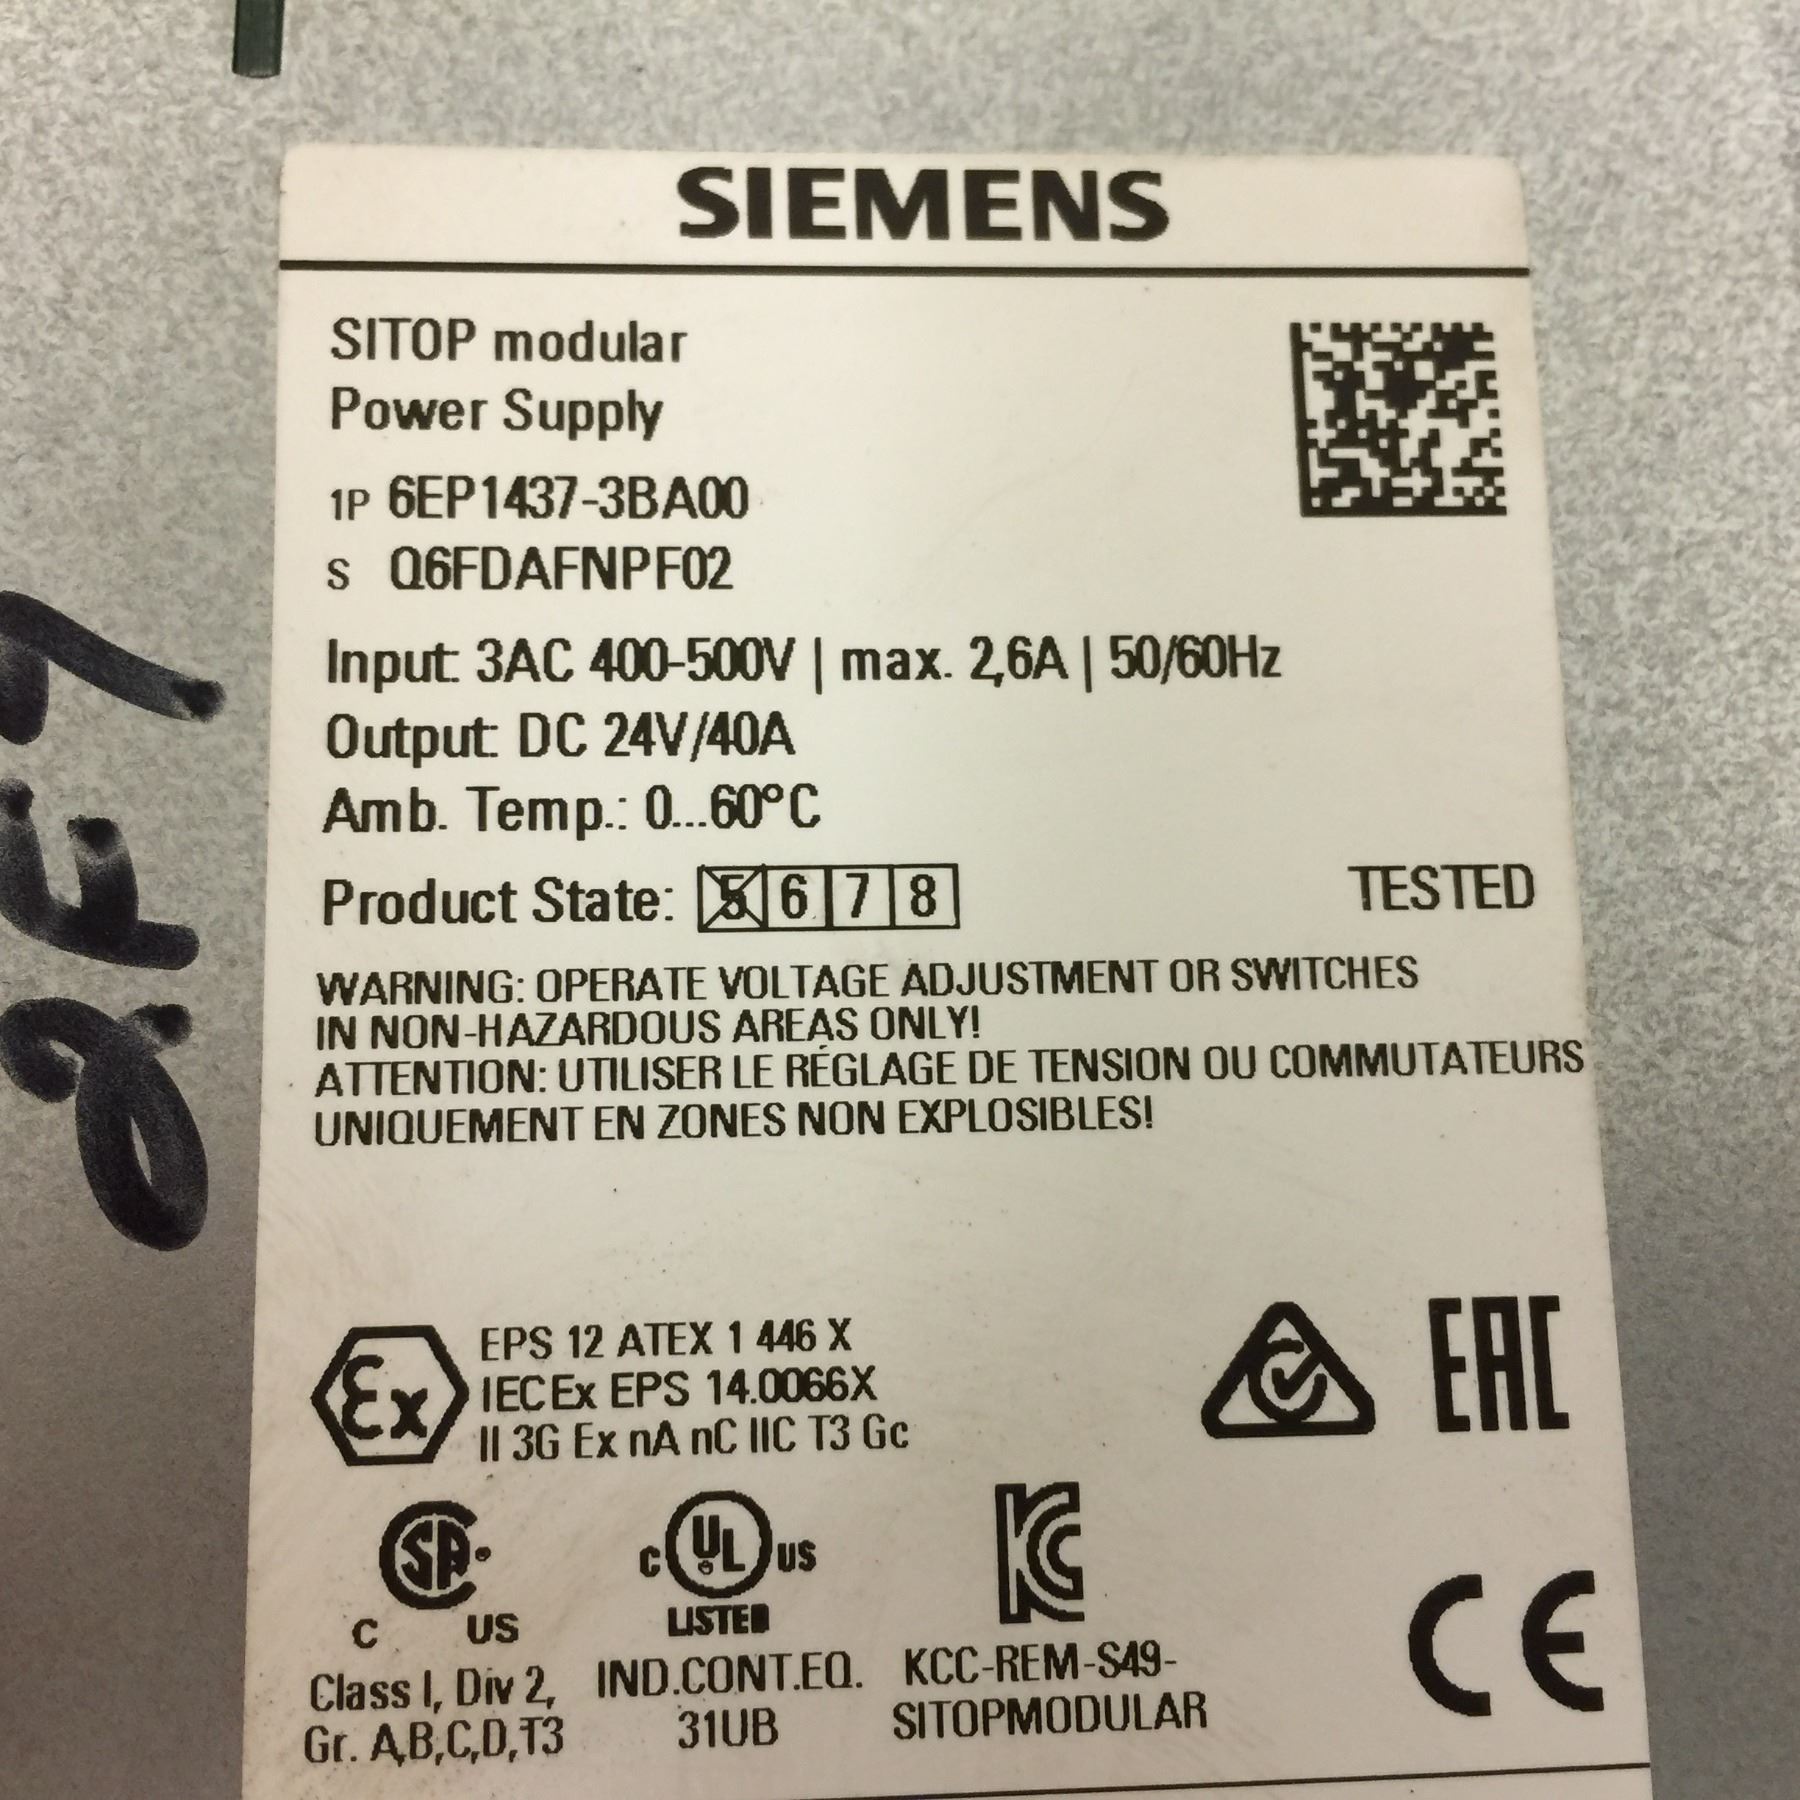 SIEMENS
SITOP modular
Power Supply
1P 6EP1437-3BA00
S Q6FDAFNPF02
Input: 3AC 400-500V | max. 2,6A | 50/60Hz
Output: DC 24V/40A
Amb. Temp.: 0...60°C
Product State: 5 6 7 8
TESTED
WARNING: OPERATE VOLTAGE ADJUSTMENT OR SWITCHES
IN NON-HAZARDOUS AREAS ONLY!
ATTENTION: UTILISER LE RÉGLAGE DE TENSION OU COMMUTATEURS
UNIQUEMENT EN ZONES NON EXPLOSIBLES!
Ex
EPS 12 ATEX 1 446 X
IECEx EPS 14.0066X
II 3G Ex nA nC IIC T3 Gc
EAC
SA
C US
Class I, Div 2,
Gr. A,B,C,D,T3
C UL US
LISTED
IND.CONT.EQ.
31UB
KC
KCC-REM-S49-
SITOPMODULAR
CE